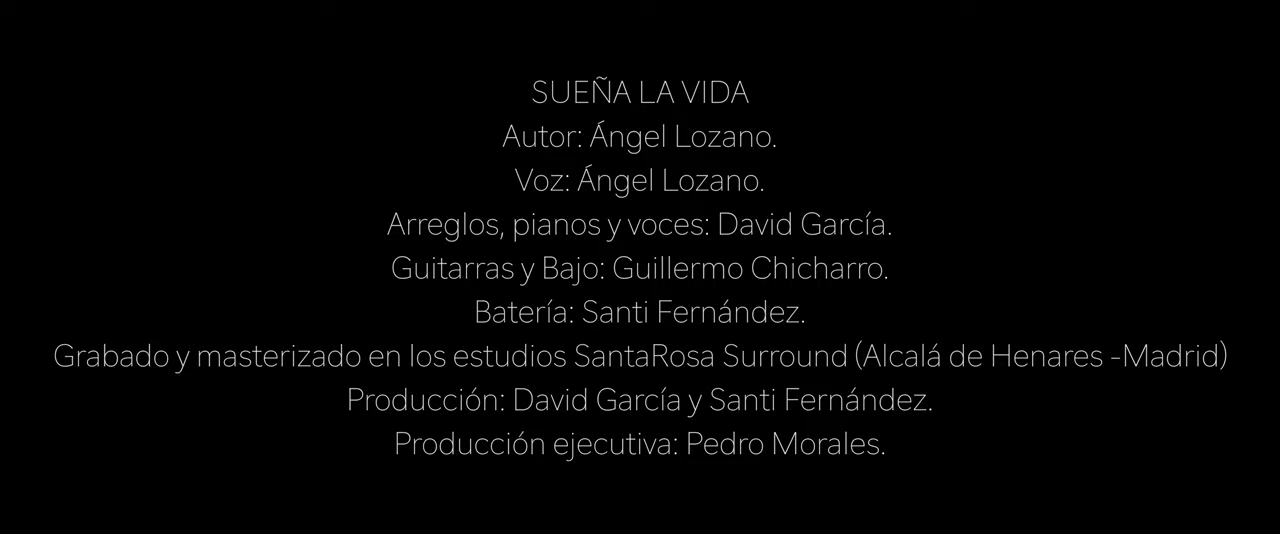 SUEÑA LA VIDA
Autor: Ángel Lozano.
Voz: Ángel Lozano.
Arreglos, pianos y voces: David García.
Guitarras y Bajo: Guillermo Chicharro.
Batería: Santi Fernández.
Grabado y masterizado en los estudios SantaRosa Surround (Alcalá de Henares -Madrid)
Producción: David García y Santi Fernández.
Producción ejecutiva: Pedro Morales.